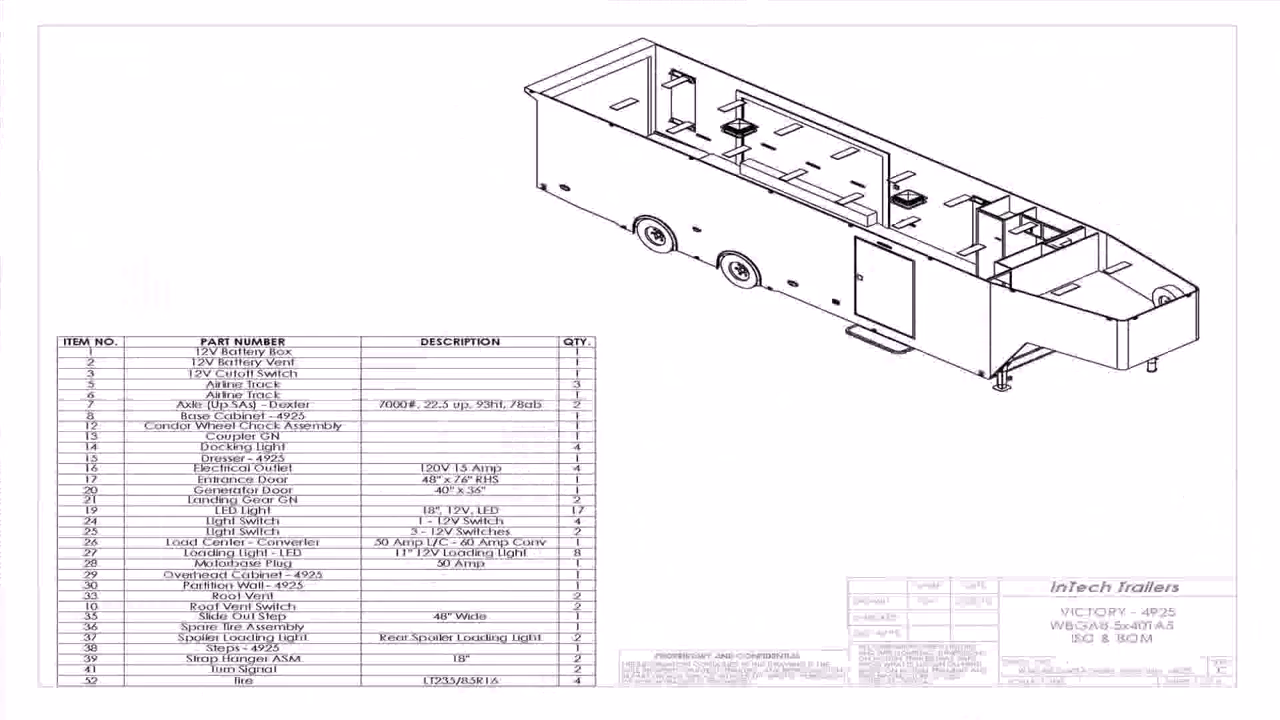 ITEM NO. PART NUMBER DESCRIPTION QTY.
1 12V Battery Box 1
2 12V Battery Vent 1
3 12V Cutoff Switch 1
5 Airline Track 3
6 Airline Track 1
7 Axle (Up SAs) - Dexter 7000#, 22.5 up, 93hf, 78ab 2
8 Base Cabinet - 4925 1
12 Condor Wheel Chock Assembly 1
13 Coupler GN 1
14 Docking Light 4
15 Dresser - 4925 1
16 Electrical Outlet 120V 15 Amp 4
17 Entrance Door 48" x 76" RHS 1
20 Generator Door 40" x 36" 1
21 Landing Gear GN 2
19 LED Light 18", 12V, LED 17
24 Light Switch 1 - 12V Switch 4
25 Light Switch 3 - 12V Switches 2
26 Load Center - Converter 50 Amp L/C - 60 Amp Conv 1
27 Loading Light - LED 11" 12V Loading Light 8
28 Motorbase Plug 50 Amp 1
29 Overhead Cabinet - 4925 1
30 Partition Wall - 4925 1
33 Roof Vent 2
10 Roof Vent Switch 2
35 Slide Out Step 48" Wide 1
36 Spare Tire Assembly 1
37 Spoiler Loading Light Rear Spoiler Loading Light 2
38 Steps - 4925 1
39 Strap Hanger ASM 18" 2
41 Turn Signal 2
52 Tire LT235/85R16 4
InTech Trailers
VICTORY - 4925
ISO & BOM
PROPRIETARY AND CONFIDENTIAL